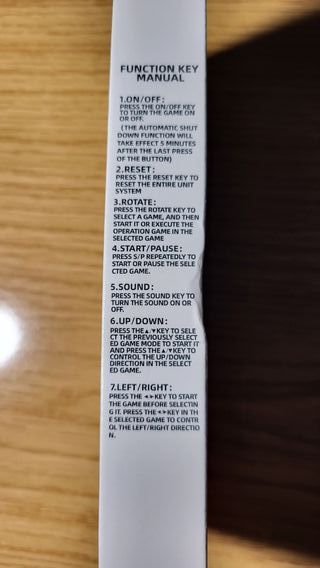 FUNCTION KEY
MANUAL
1.ON/OFF:
PRESS THE ON/OFF KEY
TO TURN THE GAME ON
OR OFF.
(THE AUTOMATIC SHUT
DOWN FUNCTION WILL
TAKE EFFECT 5 MINUTES
AFTER THE LAST PRESS
OF THE BUTTON)
2.RESET:
PRESS THE RESET KEY TO
RESET THE ENTIRE UNIT
SYSTEM
3.ROTATE:
PRESS THE ROTATE KEY TO
SELECT A GAME, AND THEN
START IT OR EXECUTE THE
OPERATION GAME IN THE
SELECTED GAME
4.START/PAUSE:
PRESS S/P REPEATEDLY TO
START OR PAUSE THE SELE
CTED GAME.
5.SOUND:
PRESS THE SOUND KEY TO
TURN THE SOUND ON OR
OFF.
6.UP/DOWN:
PRESS THE▲/▼KEY TO SELE
CT THE PREVIOUSLY SELECT
ED GAME MODE TO START IT
AND PRESS THE▲/▼KEY TO
CONTROL THE UP/DOWN
DIRECTION IN THE SELECT
ED GAME.
7.LEFT/RIGHT:
PRESS THE ◄►KEY TO START
THE GAME BEFORE SELECTIN
G IT. PRESS THE ◄►KEY IN TH
E SELECTED GAME TO CONTR
OL THE LEFT/RIGHT DIRECTIO
N.